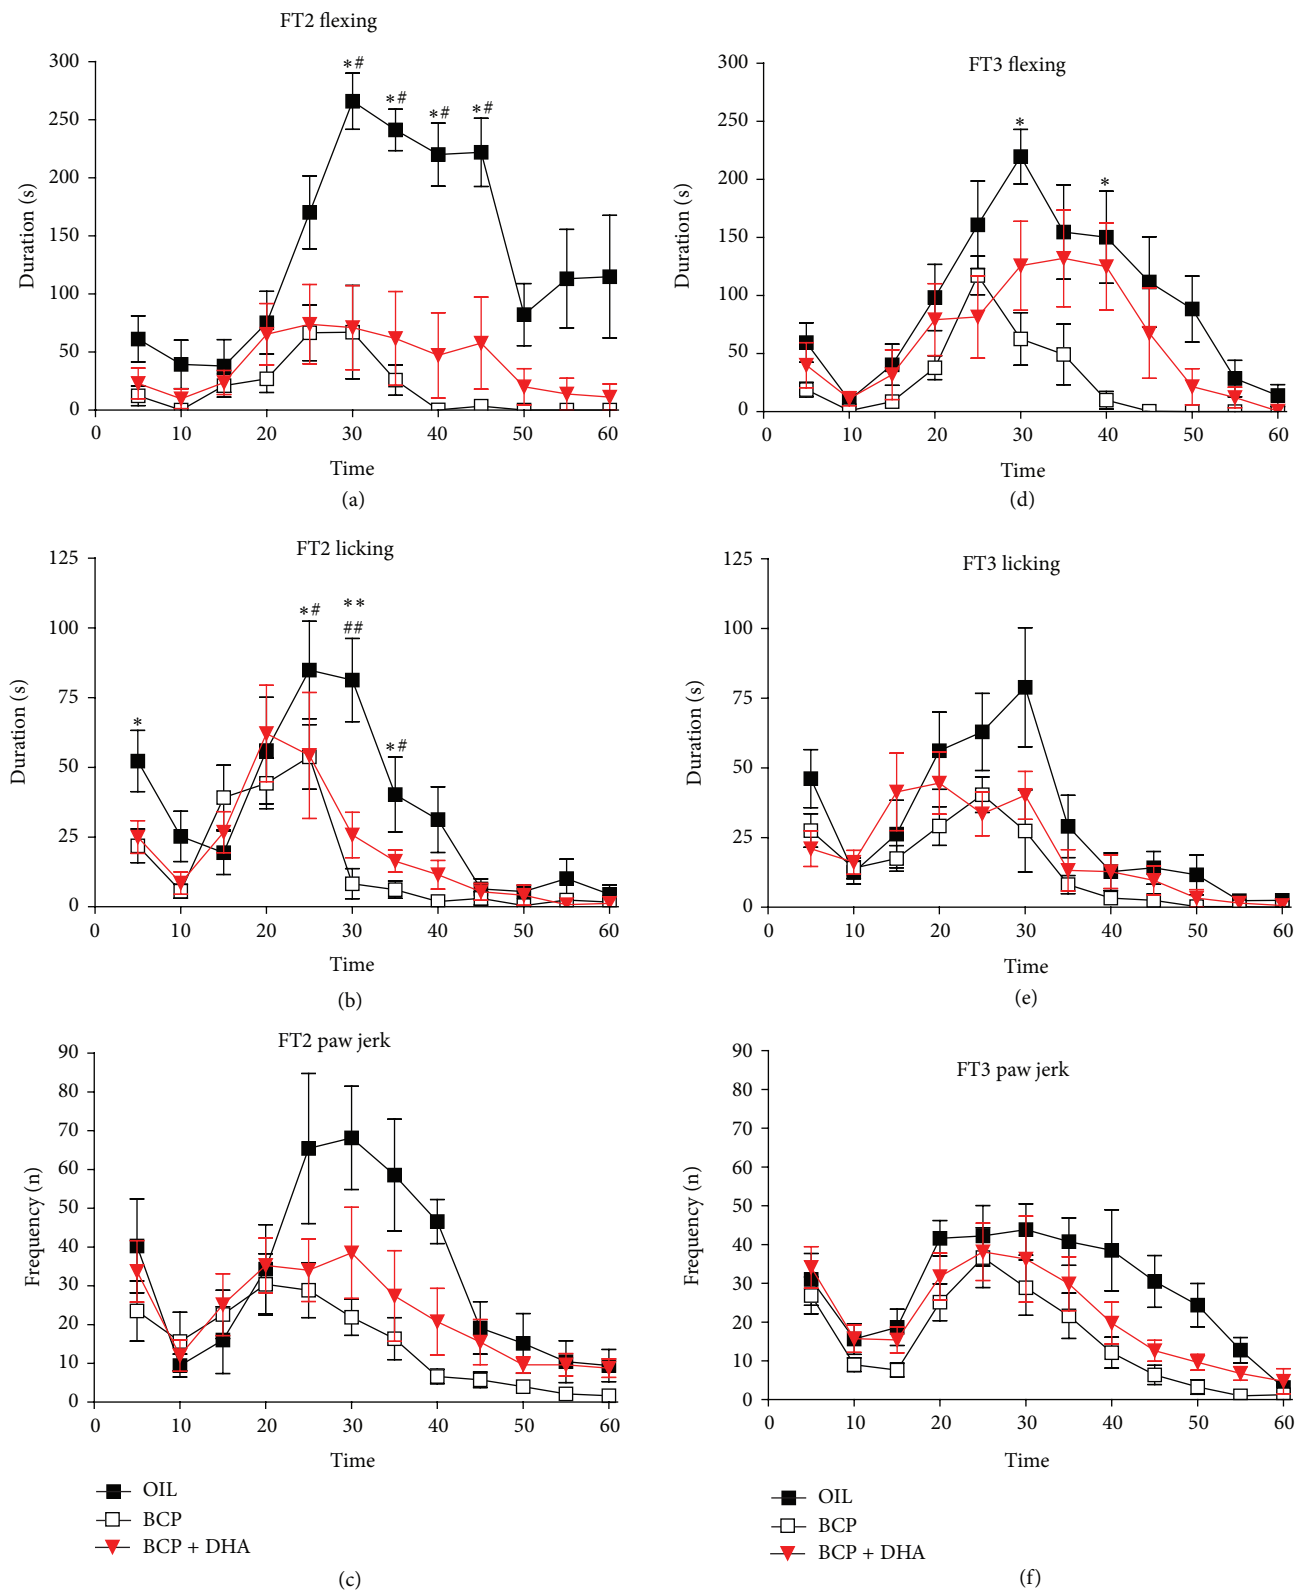 FT2 flexing
300
250
200
150
100
50
0
Duration (s)
*#
*#
*#
*#
0 10 20 30 40 50 60
Time
(a)
FT3 flexing
300
250
200
150
100
50
0
Duration (s)
*
*
0 10 20 30 40 50 60
Time
(d)
FT2 licking
125
100
75
50
25
0
Duration (s)
*
*#
**
##
*#
0 10 20 30 40 50 60
Time
(b)
FT3 licking
125
100
75
50
25
0
Duration (s)
0 10 20 30 40 50 60
Time
(e)
FT2 paw jerk
90
80
70
60
50
40
30
20
10
0
Frequency (n)
0 10 20 30 40 50 60
Time
OIL
BCP
BCP + DHA
(c)
FT3 paw jerk
90
80
70
60
50
40
30
20
10
0
Frequency (n)
0 10 20 30 40 50 60
Time
OIL
BCP
BCP + DHA
(f)